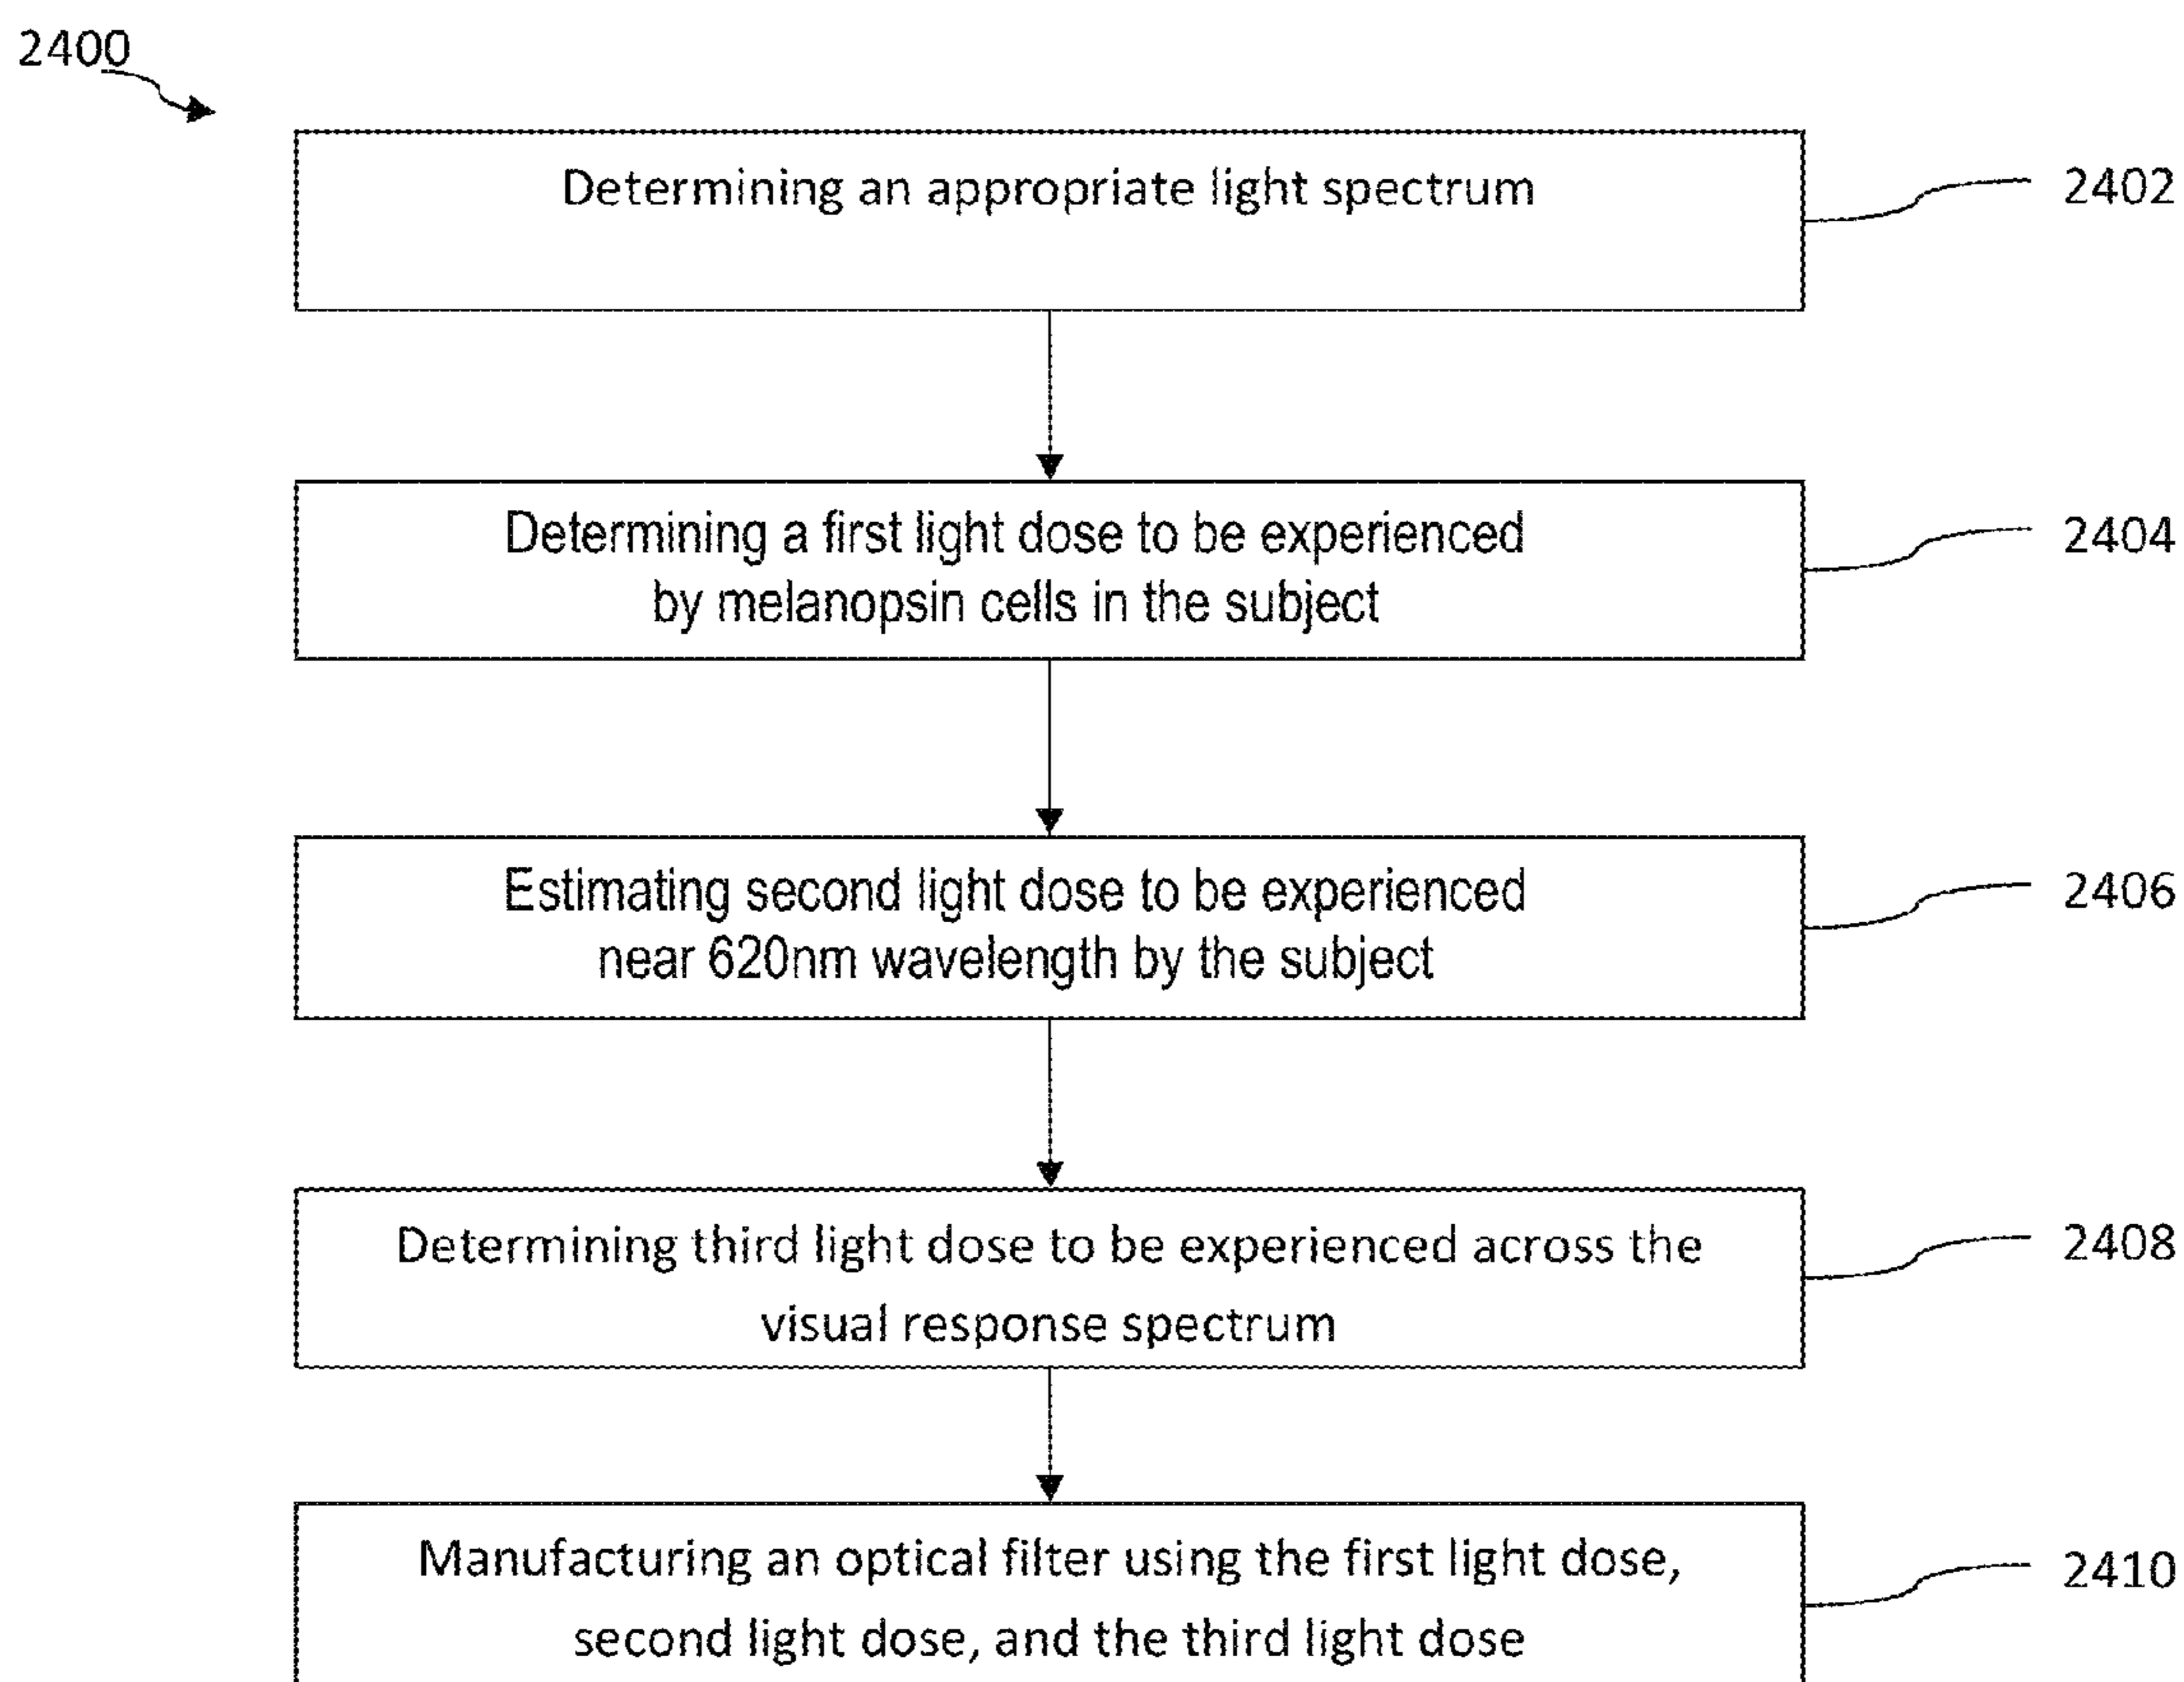 2400
Determining an appropriate light spectrum
2402
Determining a first light dose to be experienced
by melanopsin cells in the subject
2404
Estimating second light dose to be experienced
near 620nm wavelength by the subject
2406
Determining third light dose to be experienced across the
visual response spectrum
2408
Manufacturing an optical filter using the first light dose,
second light dose, and the third light dose
2410